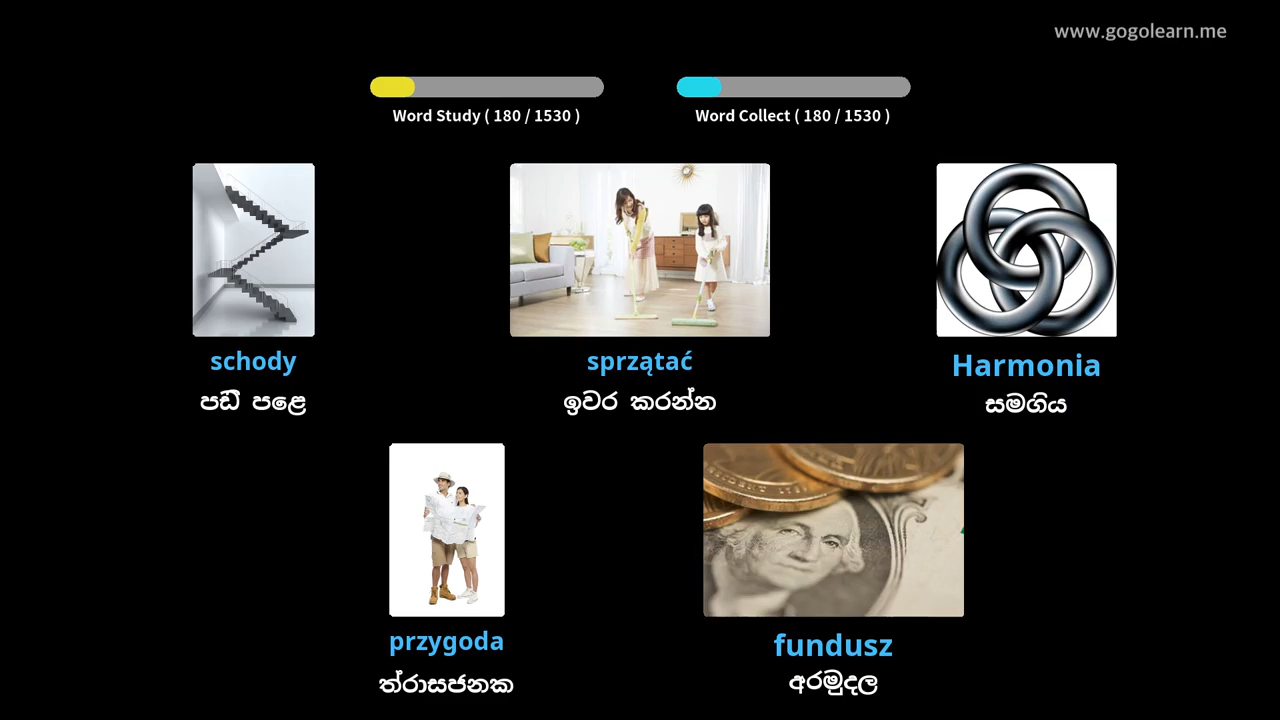 www.gogolearn.me
Word Study ( 180 / 1530 )
Word Collect ( 180 / 1530 )
schody
sprzątać
Harmonia
පඩි පළෙ
ඉවර කරන්න
සමගිය
przygoda
fundusz
ත්රාසජනක
අරමුදල